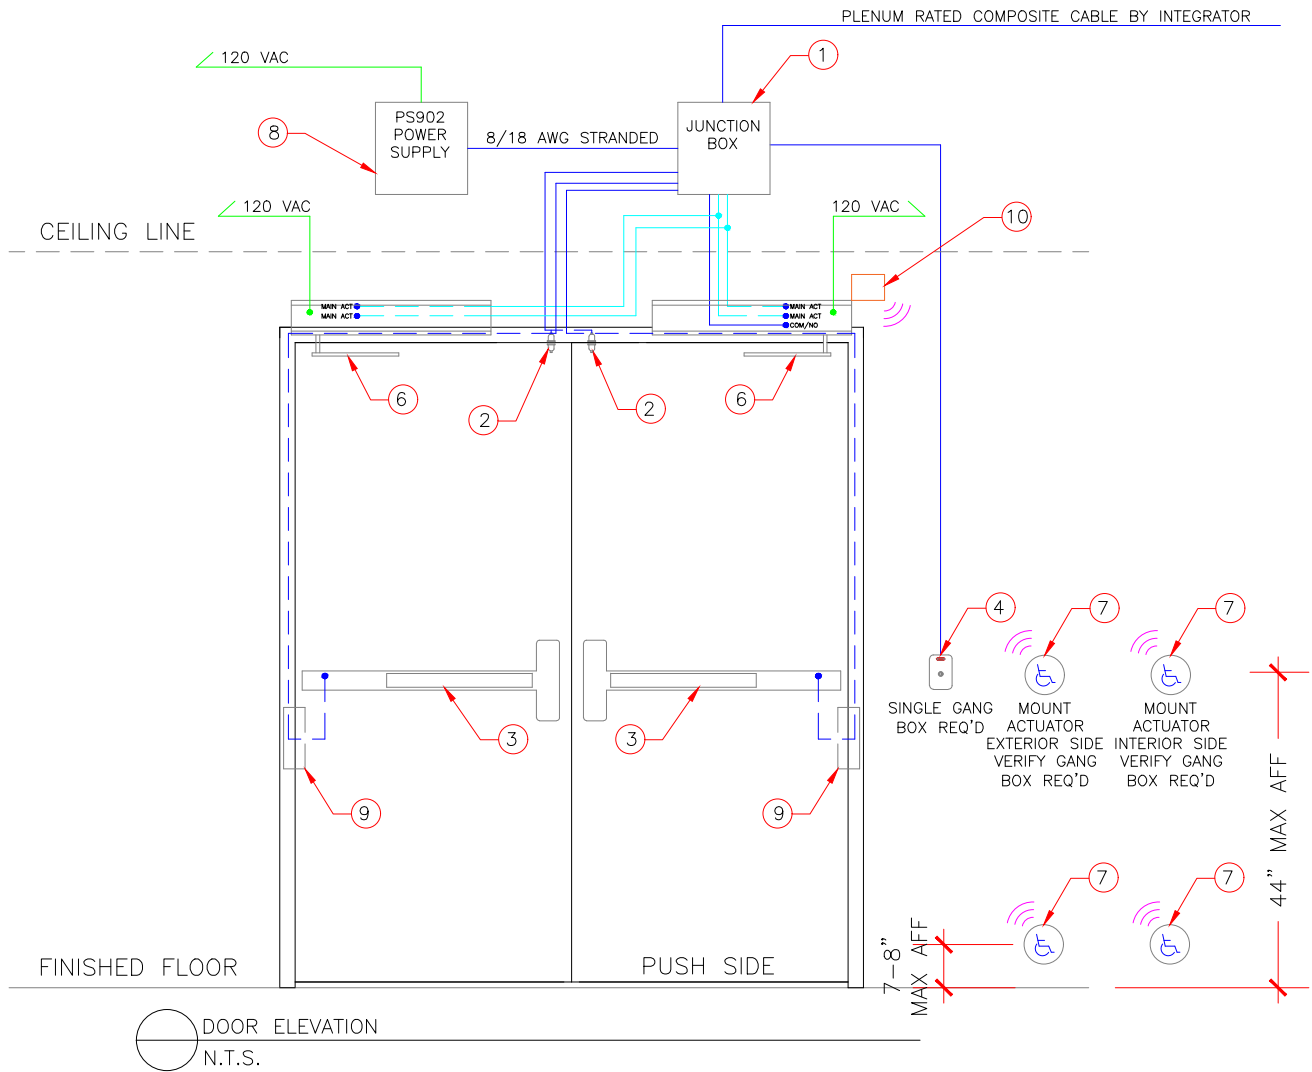 PLENUM RATED COMPOSITE CABLE BY INTEGRATOR
1
120 VAC
PS902
POWER
SUPPLY
8
8/18 AWG STRANDED
JUNCTION
BOX
120 VAC
120 VAC
10
CEILING LINE
MAIN ACT
MAIN ACT
MAIN ACT
MAIN ACT
COM/NO
6
2
2
6
4
7
7
SINGLE GANG
BOX REQ'D
MOUNT
ACTUATOR
EXTERIOR SIDE
VERIFY GANG
BOX REQ'D
MOUNT
ACTUATOR
INTERIOR SIDE
VERIFY GANG
BOX REQ'D
3
3
9
9
44" MAX AFF
7
7
7-8"
MAX AFF
FINISHED FLOOR
PUSH SIDE
DOOR ELEVATION
N.T.S.